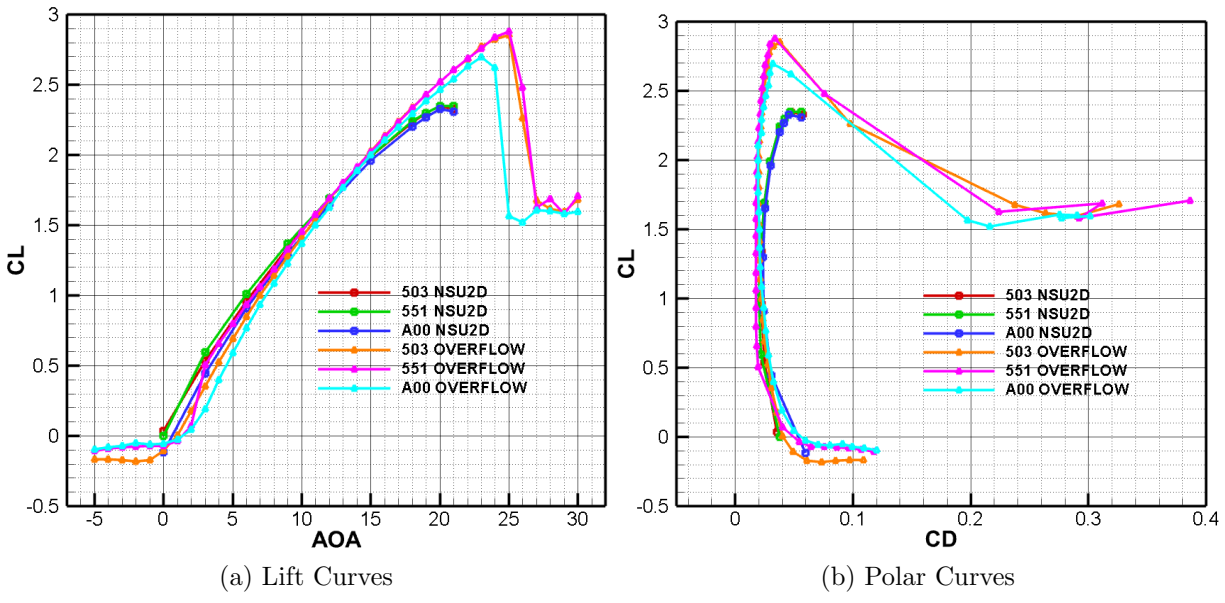 3
2.5
2
1.5
1
0.5
0
-0.5
CL
-5
0
5
10
15
20
25
30
AOA
503 NSU2D
551 NSU2D
A00 NSU2D
503 OVERFLOW
551 OVERFLOW
A00 OVERFLOW
(a) Lift Curves
3
2.5
2
1.5
1
0.5
0
-0.5
CL
0
0.1
0.2
0.3
0.4
CD
503 NSU2D
551 NSU2D
A00 NSU2D
503 OVERFLOW
551 OVERFLOW
A00 OVERFLOW
(b) Polar Curves